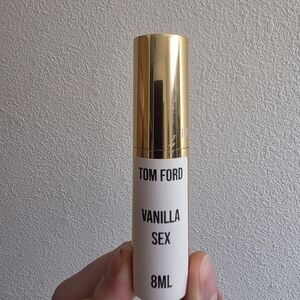 TOM FORD
VANILLA
SEX
8ML